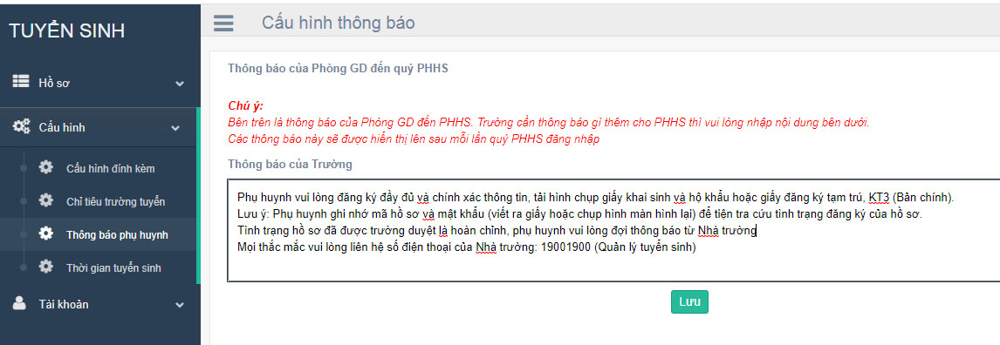 TUYỂN SINH
Cấu hình thông báo
Hồ sơ
Cấu hình
Cấu hình đính kèm
Chỉ tiêu trường tuyển
Thông báo phụ huynh
Thời gian tuyển sinh
Tài khoản
Thông báo của Phòng GD đến quý PHHS
Chú ý:
Bên trên là thông báo của Phòng GD đến PHHS. Trường cần thông báo gì thêm cho PHHS thì vui lòng nhập nội dung bên dưới.
Các thông báo này sẽ được hiển thị lên sau mỗi lần quý PHHS đăng nhập
Thông báo của Trường
Phụ huynh vui lòng đăng ký đầy đủ và chính xác thông tin, tải hình chụp giấy khai sinh và hộ khẩu hoặc giấy đăng ký tạm trú, KT3 (Bản chính).
Lưu ý: Phụ huynh ghi nhớ mã hồ sơ và mật khẩu (viết ra giấy hoặc chụp hình màn hình lại) để tiện tra cứu tình trạng đăng ký của hồ sơ.
Tình trạng hồ sơ đã được trường duyệt là hoàn chỉnh, phụ huynh vui lòng đợi thông báo từ Nhà trường
Mọi thắc mắc vui lòng liên hệ số điện thoại của Nhà trường: 19001900 (Quản lý tuyển sinh)
Lưu